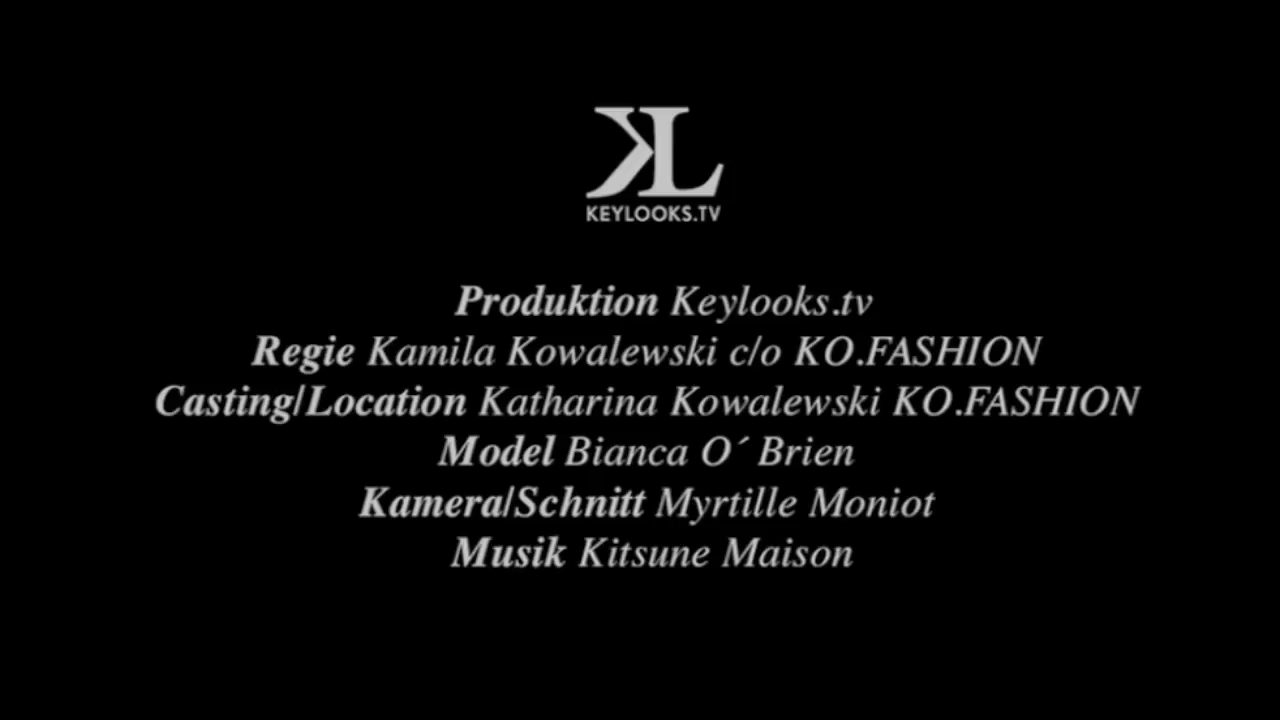 KL
KEYLOOKS.TV
Produktion Keylooks.tv
Regie Kamila Kowalewski c/o KO.FASHION
Casting/Location Katharina Kowalewski KO.FASHION
Model Bianca O´ Brien
Kamera/Schnitt Myrtille Moniot
Musik Kitsune Maison